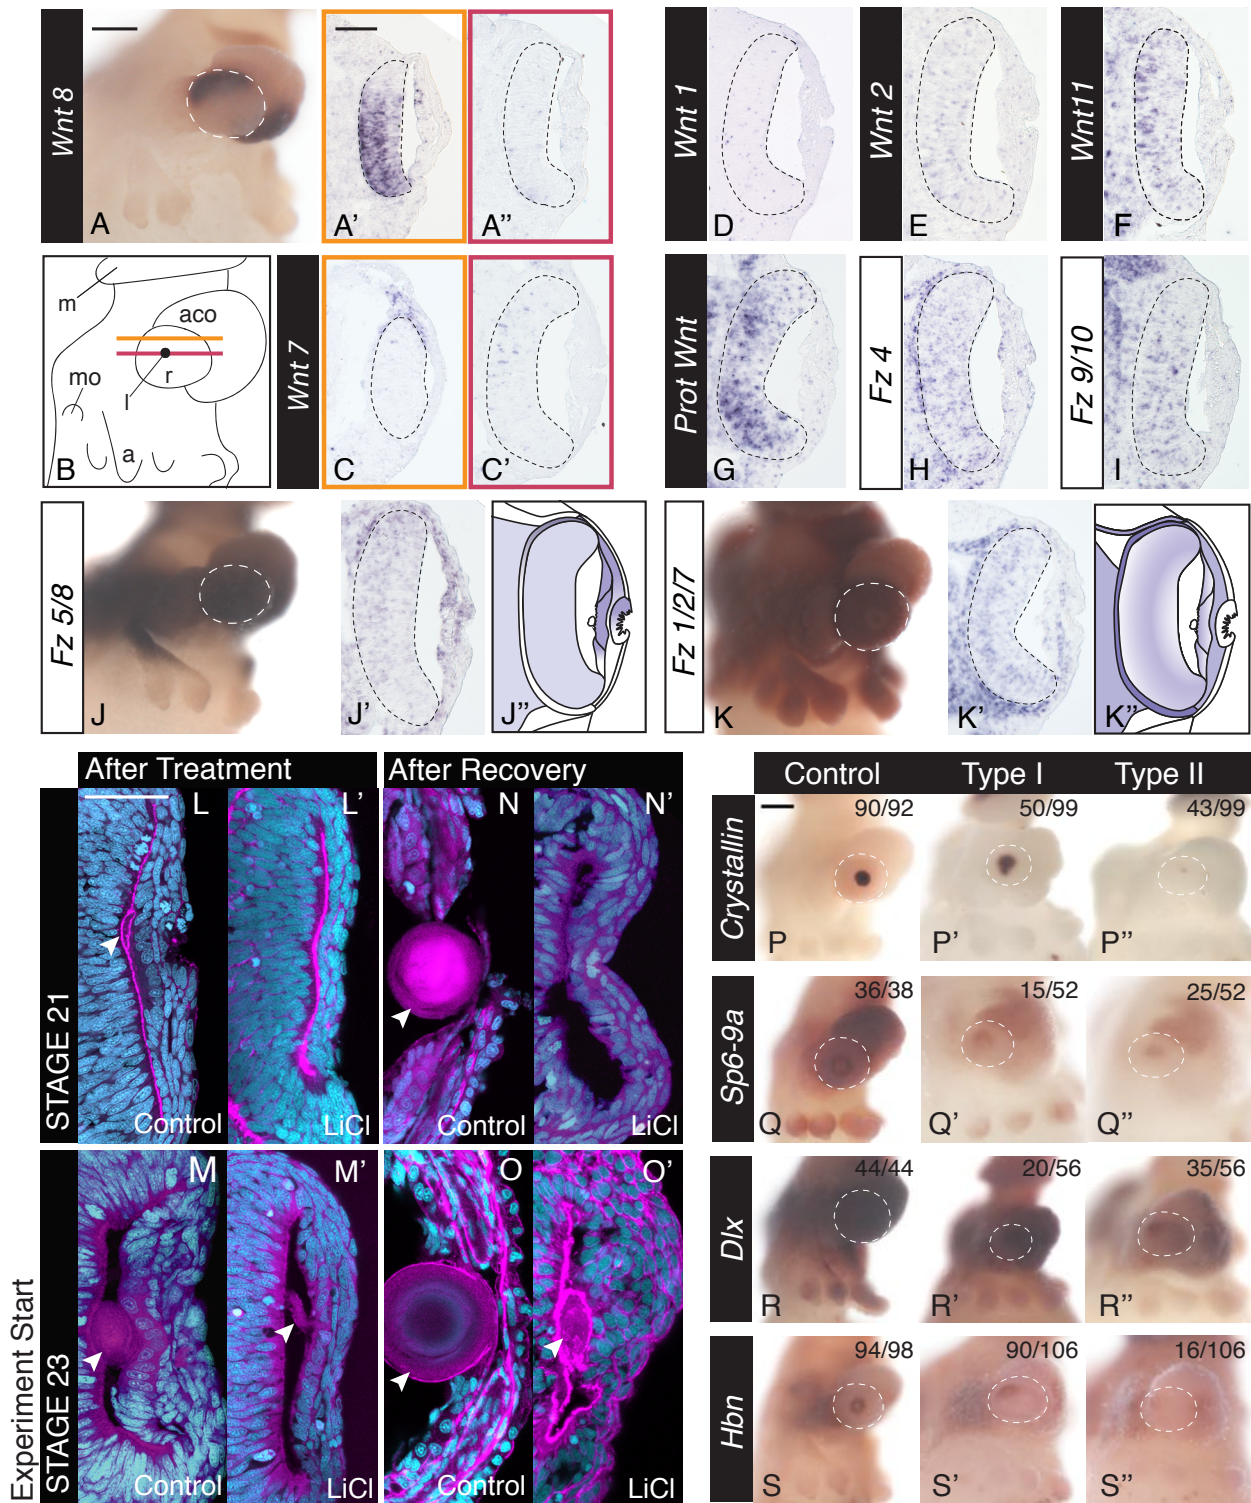 Wnt 8
A
A'
A''
Wnt 1
D
Wnt 2
E
Wnt11
F
m
aco
mo
r
l
a
B
Wnt 7
C
C'
Prot Wnt
G
Fz 4
H
Fz 9/10
I
Fz 5/8
J
J'
J''
Fz 1/2/7
K
K'
K''
After Treatment
After Recovery
Experiment Start
STAGE 21
L
Control
L'
LiCl
N
Control
N'
LiCl
STAGE 23
M
Control
M'
LiCl
O
Control
O'
LiCl
Control
Type I
Type II
Crystallin
90/92
P
50/99
P'
43/99
P''
Sp6-9a
36/38
Q
15/52
Q'
25/52
Q''
Dlx
44/44
R
20/56
R'
35/56
R''
Hbn
94/98
S
90/106
S'
16/106
S''